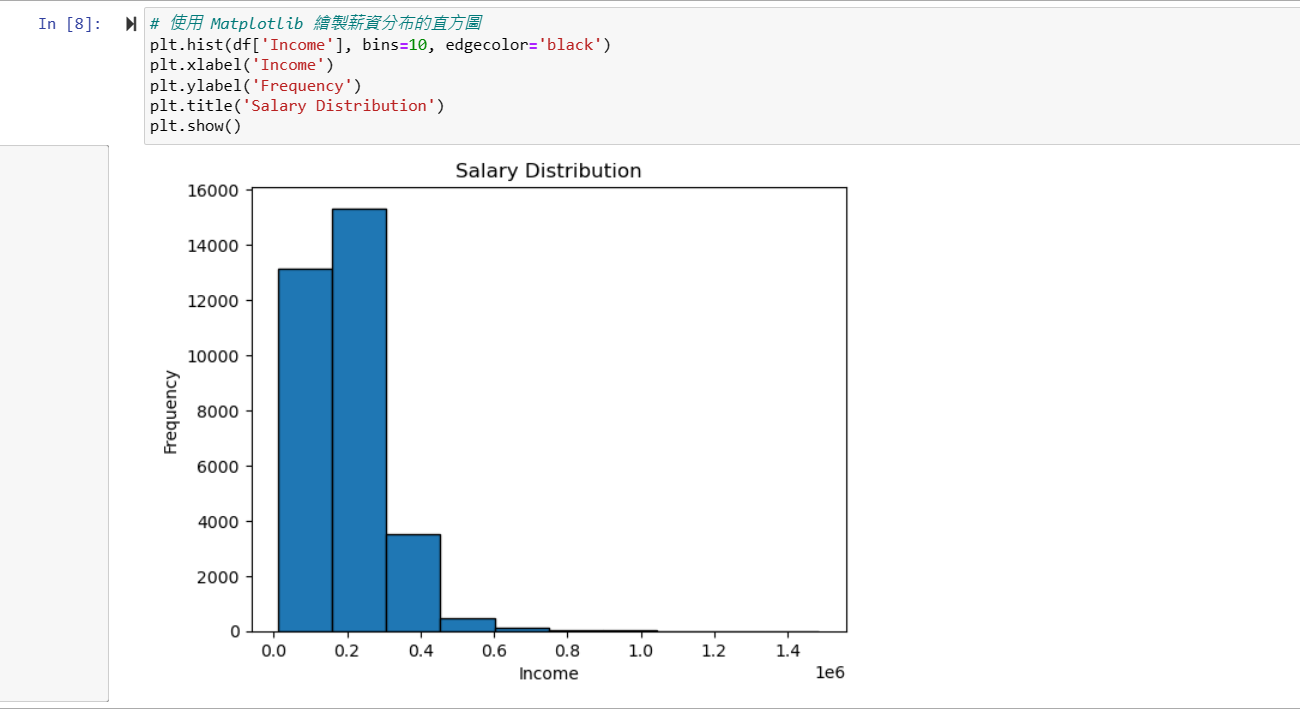 In [8]:
# 使用 Matplotlib 繪製薪資分布的直方圖
plt.hist(df['Income'], bins=10, edgecolor='black')
plt.xlabel('Income')
plt.ylabel('Frequency')
plt.title('Salary Distribution')
plt.show()
Salary Distribution
16000
14000
12000
10000
8000
6000
4000
2000
0
Frequency
0.0 0.2 0.4 0.6 0.8 1.0 1.2 1.4
1e6
Income